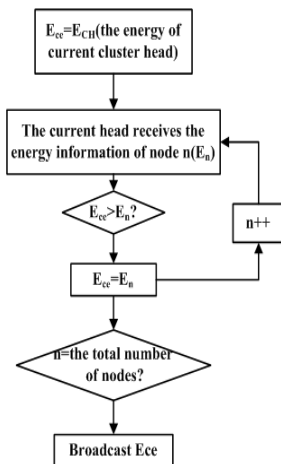 Ece=ECH(the energy of
current cluster head)
The current head receives the
energy information of node n(En)
Ece>En?
n++
Ece=En
n=the total number
of nodes?
Broadcast Ece